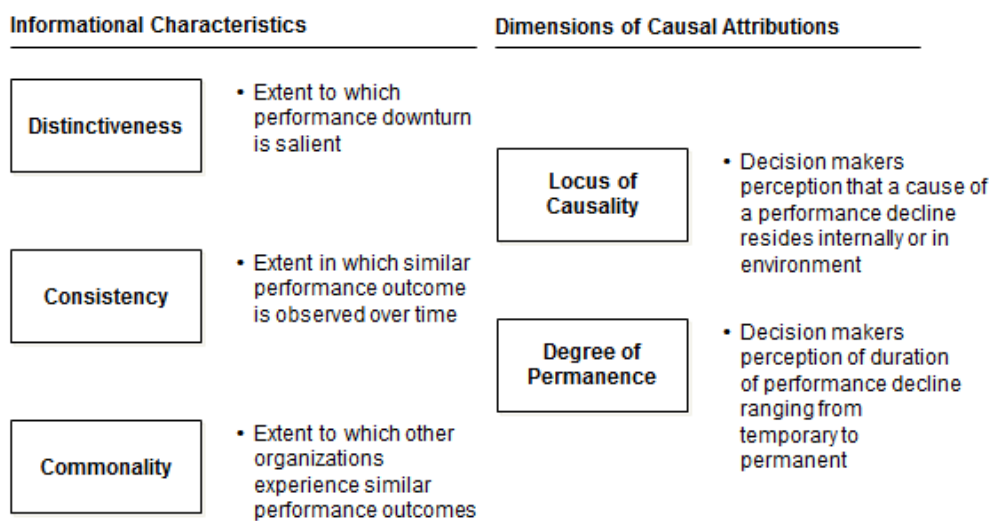 Informational Characteristics
Distinctiveness
• Extent to which
performance downturn
is salient
Consistency
• Extent in which similar
performance outcome
is observed over time
Commonality
• Extent to which other
organizations
experience similar
performance outcomes
Dimensions of Causal Attributions
Locus of
Causality
• Decision makers
perception that a cause of
a performance decline
resides internally or in
environment
Degree of
Permanence
• Decision makers
perception of duration
of performance decline
ranging from
temporary to
permanent